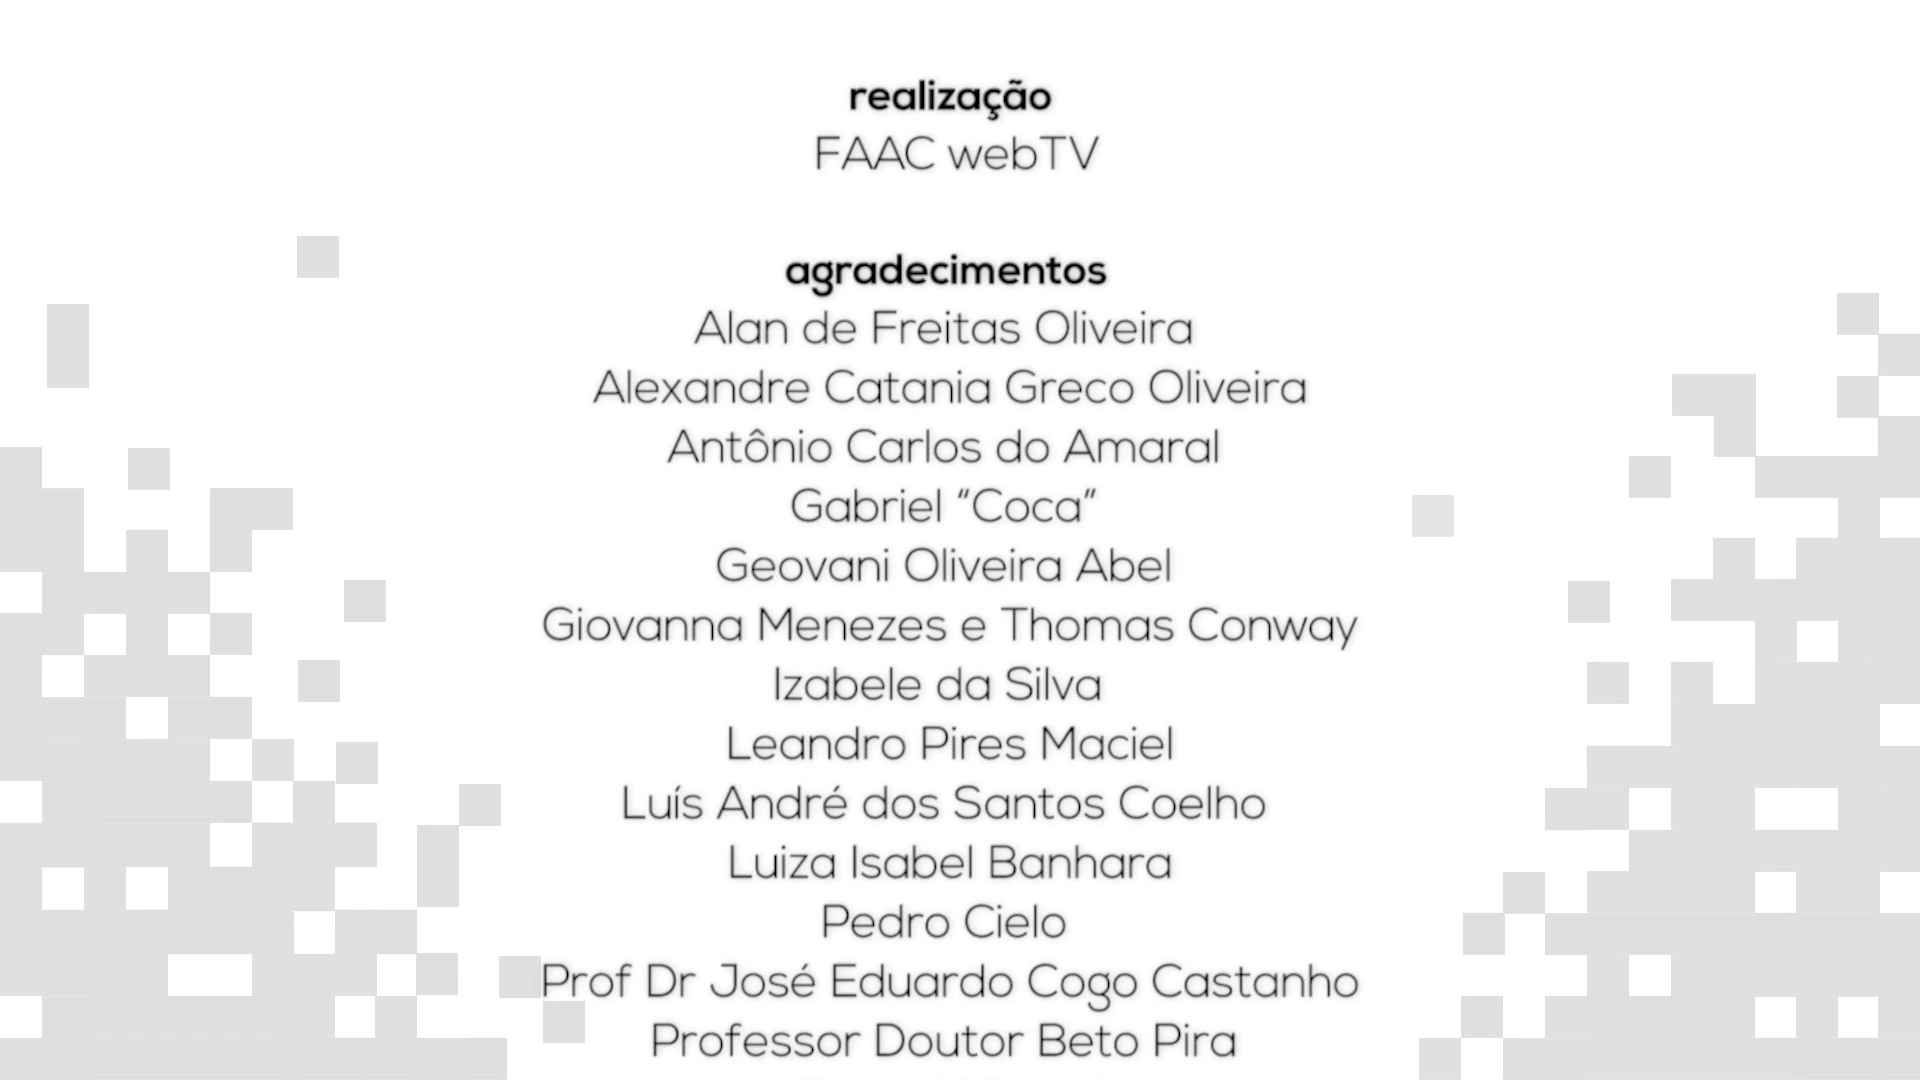 realização
FAAC webTV
agradecimentos
Alan de Freitas Oliveira
Alexandre Catania Greco Oliveira
Antônio Carlos do Amaral
Gabriel “Coca”
Geovani Oliveira Abel
Giovanna Menezes e Thomas Conway
Izabele da Silva
Leandro Pires Maciel
Luís André dos Santos Coelho
Luiza Isabel Banhara
Pedro Cielo
Prof Dr José Eduardo Cogo Castanho
Professor Doutor Beto Pira